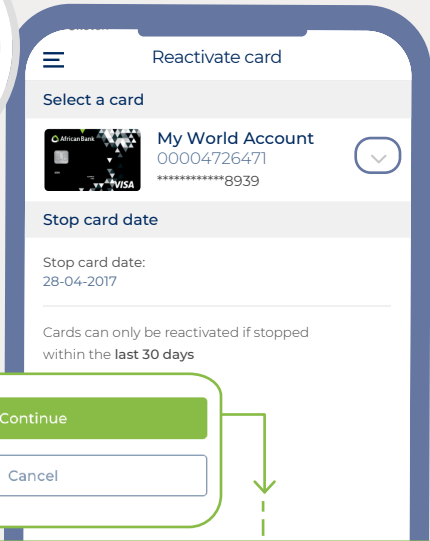 Reactivate card
Select a card
African Bank
VISA
My World Account
00004726471
************8939
Stop card date
Stop card date:
28-04-2017
Cards can only be reactivated if stopped
within the last 30 days
Continue
Cancel